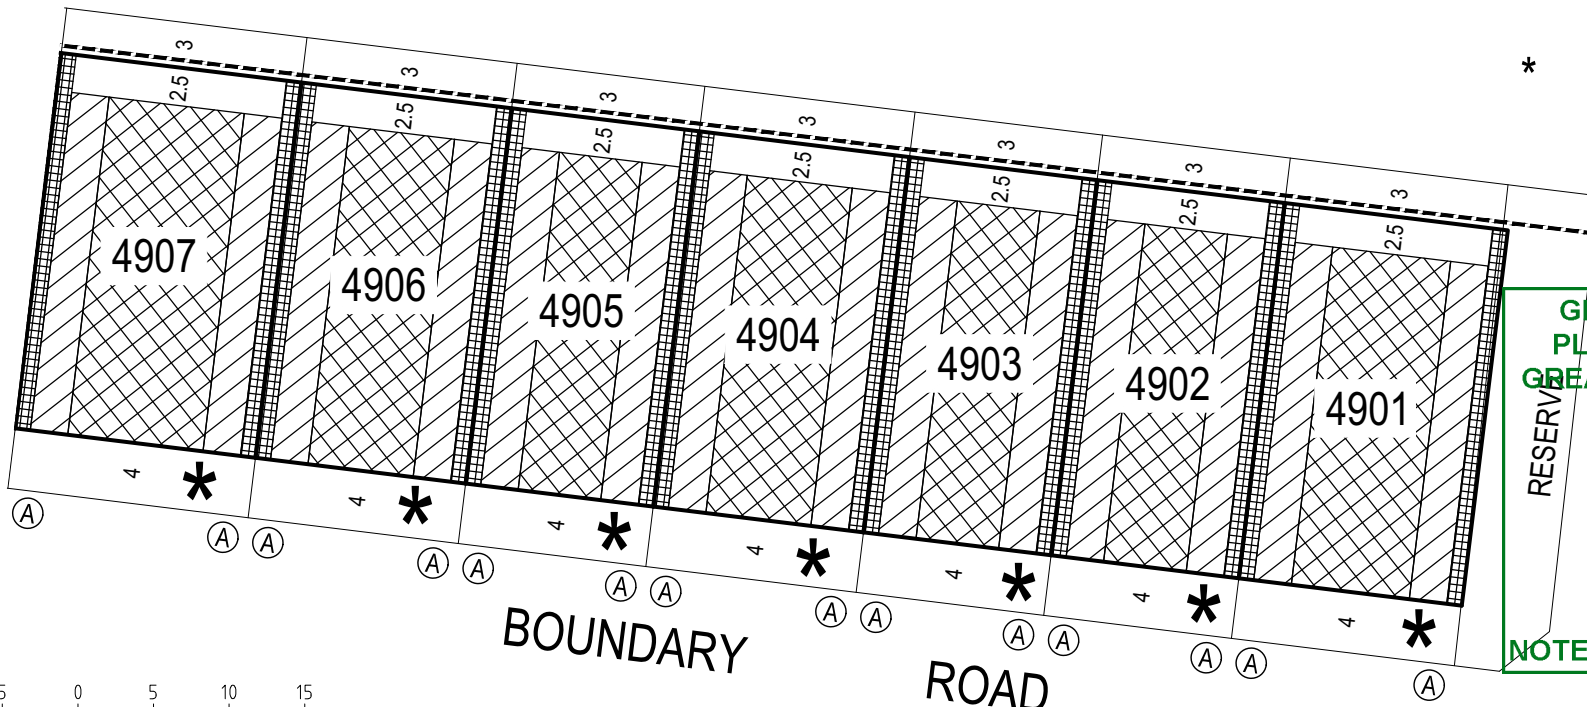 *
3 3 3 3 3 3 3
2.5 2.5 2.5 2.5 2.5 2.5 2.5
4907 4906 4905 4904 4903 4902 4901
RESERVE
4 * 4 * 4 * 4 * 4 * 4 * 4 *
A A A A A A A A A A A A A A
BOUNDARY ROAD
NOTE
0 5 10 15